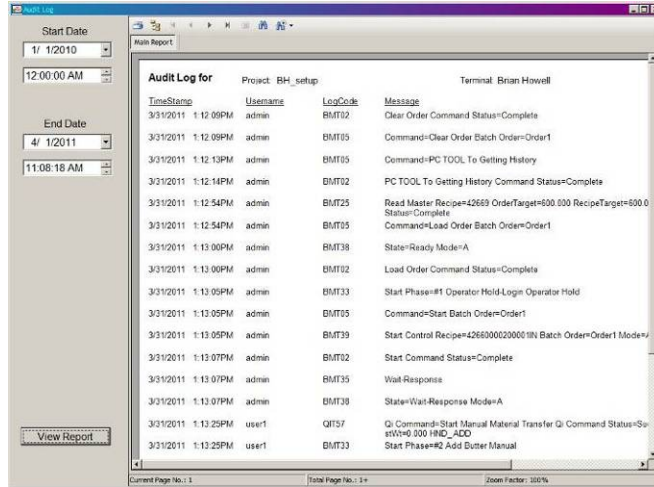 Audit Log
Start Date
1/ 1/2010
12:00:00 AM
End Date
4/ 1/2011
11:08:18 AM
View Report
Main Report
Audit Log for Project: BH_setup Terminal: Brian Howell
TimeStamp Username LogCode Message
3/31/2011 1:12:09PM admin BMT02 Clear Order Command Status=Complete
3/31/2011 1:12:09PM admin BMT05 Command=Clear Order Batch Order=Order1
3/31/2011 1:12:13PM admin BMT05 Command=PC TOOL To Getting History
3/31/2011 1:12:14PM admin BMT02 PC TOOL To Getting History Command Status=Complete
3/31/2011 1:12:54PM admin BMT25 Read Master Recipe=42669 OrderTarget=600.000 RecipeTarget=600.0
Status=Complete
3/31/2011 1:12:54PM admin BMT05 Command=Load Order Batch Order=Order1
3/31/2011 1:13:00PM admin BMT38 State=Ready Mode=A
3/31/2011 1:13:00PM admin BMT02 Load Order Command Status=Complete
3/31/2011 1:13:05PM admin BMT33 Start Phase=#1 Operator Hold-Login Operator Hold
3/31/2011 1:13:05PM admin BMT05 Command=Start Batch Order=Order1
3/31/2011 1:13:05PM admin BMT39 Start Control Recipe=42660000200001IN Batch Order=Order1 Mode=A
3/31/2011 1:13:07PM admin BMT02 Start Command Status=Complete
3/31/2011 1:13:07PM admin BMT35 Wait-Response
3/31/2011 1:13:07PM admin BMT38 State=Wait-Response Mode=A
3/31/2011 1:13:25PM user1 QIT57 Qi Command=Start Manual Material Transfer Qi Command
stWt=0.000 HND_ADD
3/31/2011 1:13:25PM user1 BMT33 Start Phase=#2 Add Butter Manual
Current Page No.: 1 Total Page No.: 1+ Zoom Factor: 100%